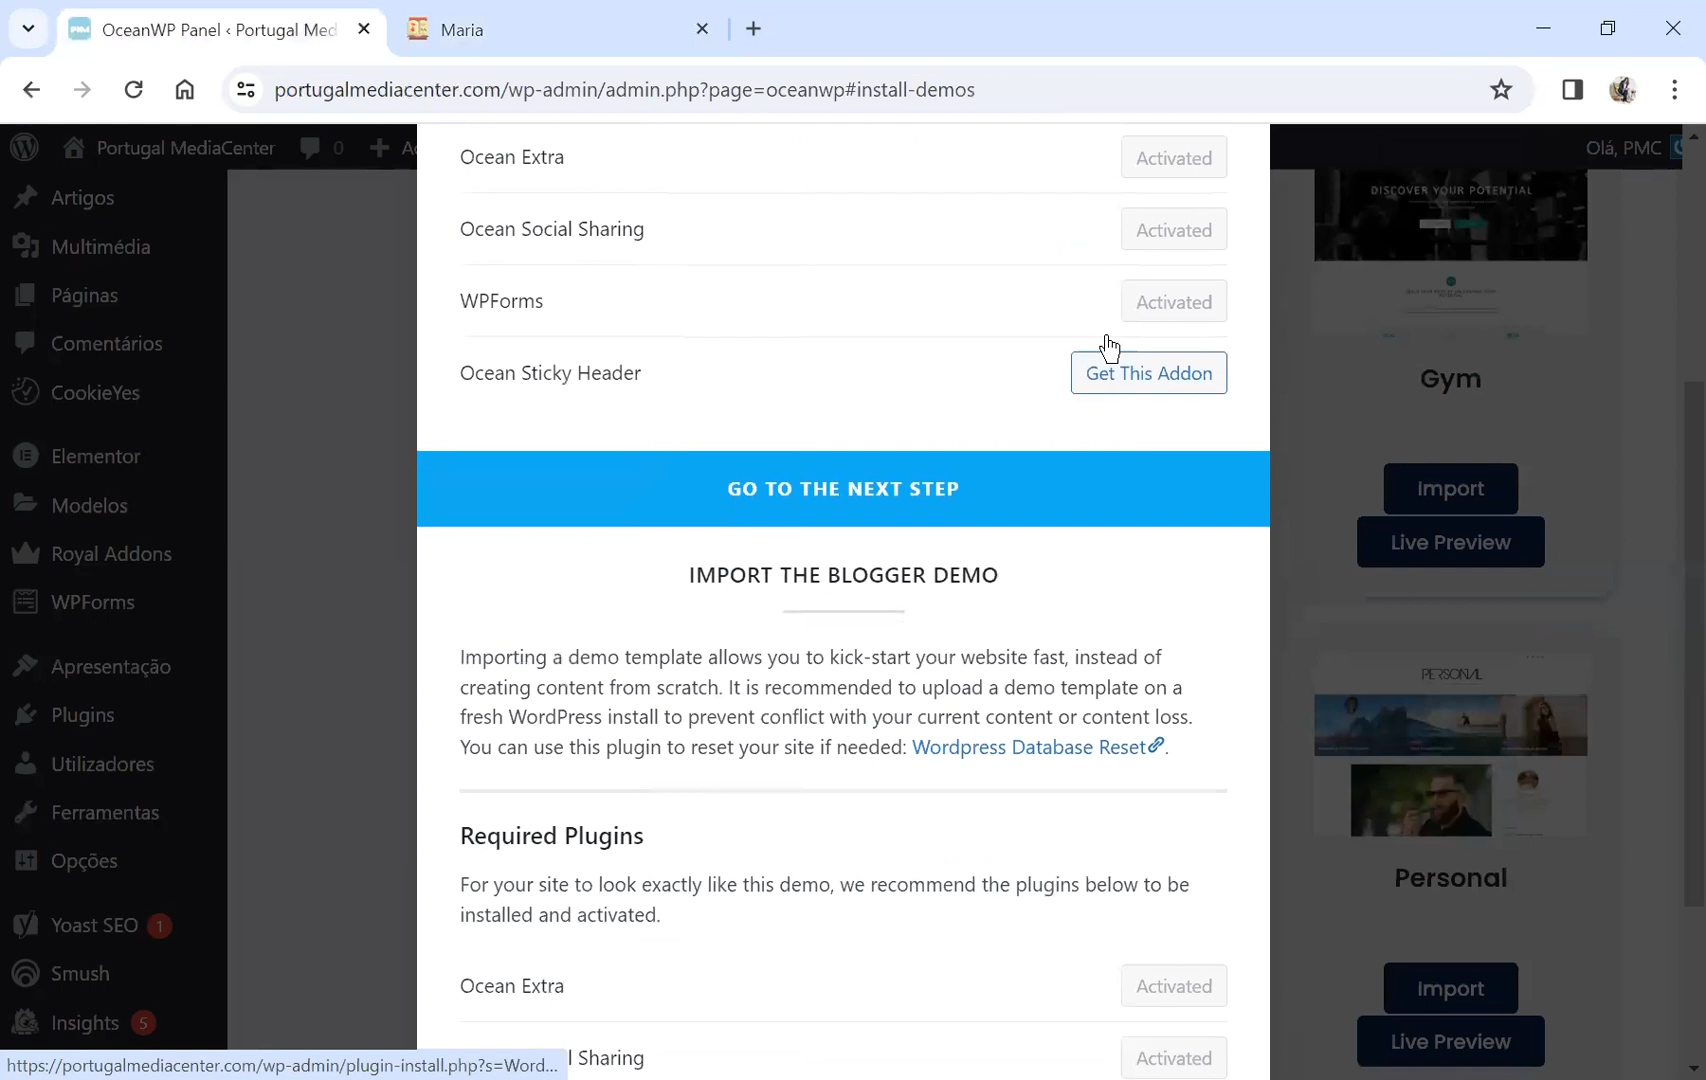 OceanWP Panel ‹ Portugal Med
Maria
portugalmediacenter.com/wp-admin/admin.php?page=oceanwp#install-demos
Portugal MediaCenter
0
Olá, PMC
Artigos
Multimédia
Páginas
Comentários
CookieYes
Elementor
Modelos
Royal Addons
WPForms
Apresentação
Plugins
Utilizadores
Ferramentas
Opções
Yoast SEO 1
Smush
Insights 5
Ocean Extra
Activated
Ocean Social Sharing
Activated
WPForms
Activated
Ocean Sticky Header
Get This Addon
GO TO THE NEXT STEP
IMPORT THE BLOGGER DEMO
Importing a demo template allows you to kick-start your website fast, instead of
creating content from scratch. It is recommended to upload a demo template on a
fresh WordPress install to prevent conflict with your current content or content loss.
You can use this plugin to reset your site if needed: Wordpress Database Reset.
Required Plugins
For your site to look exactly like this demo, we recommend the plugins below to be
installed and activated.
Ocean Extra
Activated
l Sharing
Activated
DISCOVER YOUR POTENTIAL
Gym
Import
Live Preview
PERSONAL
Personal
Import
Live Preview
https://portugalmediacenter.com/wp-admin/plugin-install.php?s=Word...